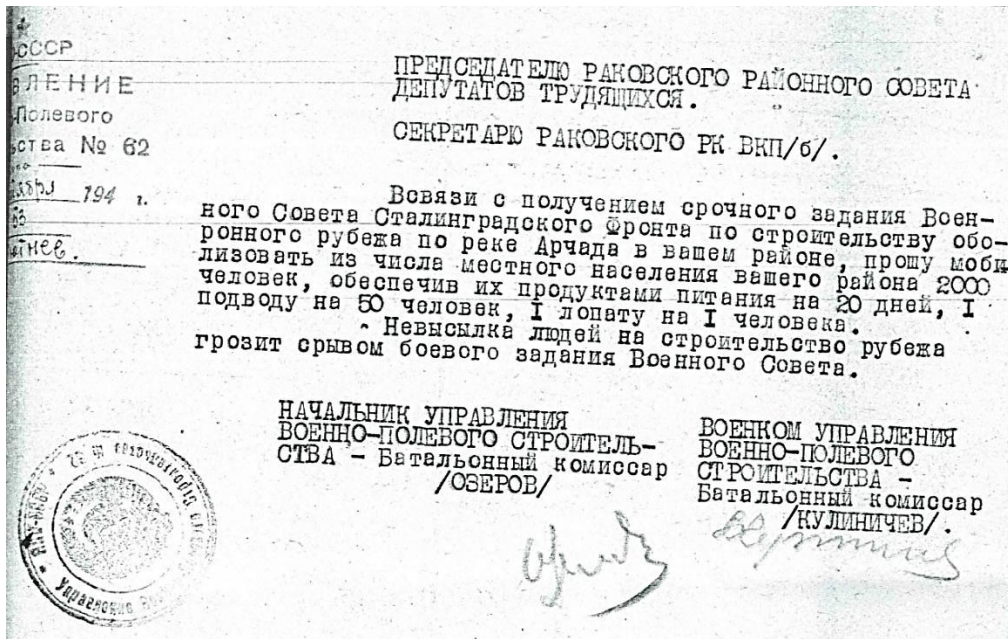 СССР
ВЛЕНИЕ
Полевого
ства № 62
194 г.
ПРЕДСЕДАТЕЛЮ РАКОВСКОГО РАЙОННОГО СОВЕТА
ДЕПУТАТОВ ТРУДЯЩИХСЯ.
СЕКРЕТАРЮ РАКОВСКОГО РК ВКП/б/.
Всвязи с получением срочного задания Воен-
ного Совета Сталинградского Фронта по строительству обо-
ронного рубежа по реке Арчада в вашем районе, прошу моби
лизовать из числа местного населения вашего района 2000
человек, обеспечив их продуктами питания на 20 дней, I
подводу на 50 человек, I лопату на I человека.
Невысылка людей на строительство рубежа
грозит срывом боевого задания Военного Совета.
НАЧАЛЬНИК УПРАВЛЕНИЯ
ВОЕННО-ПОЛЕВОГО СТРОИТЕЛЬ-
СТВА - Батальонный комиссар
/ОЗЕРОВ/
ВОЕНКОМ УПРАВЛЕНИЯ
ВОЕННО-ПОЛЕВОГО
СТРОИТЕЛЬСТВА -
Батальонный комиссар
/КУЛИНИЧЕВ/.
Управление